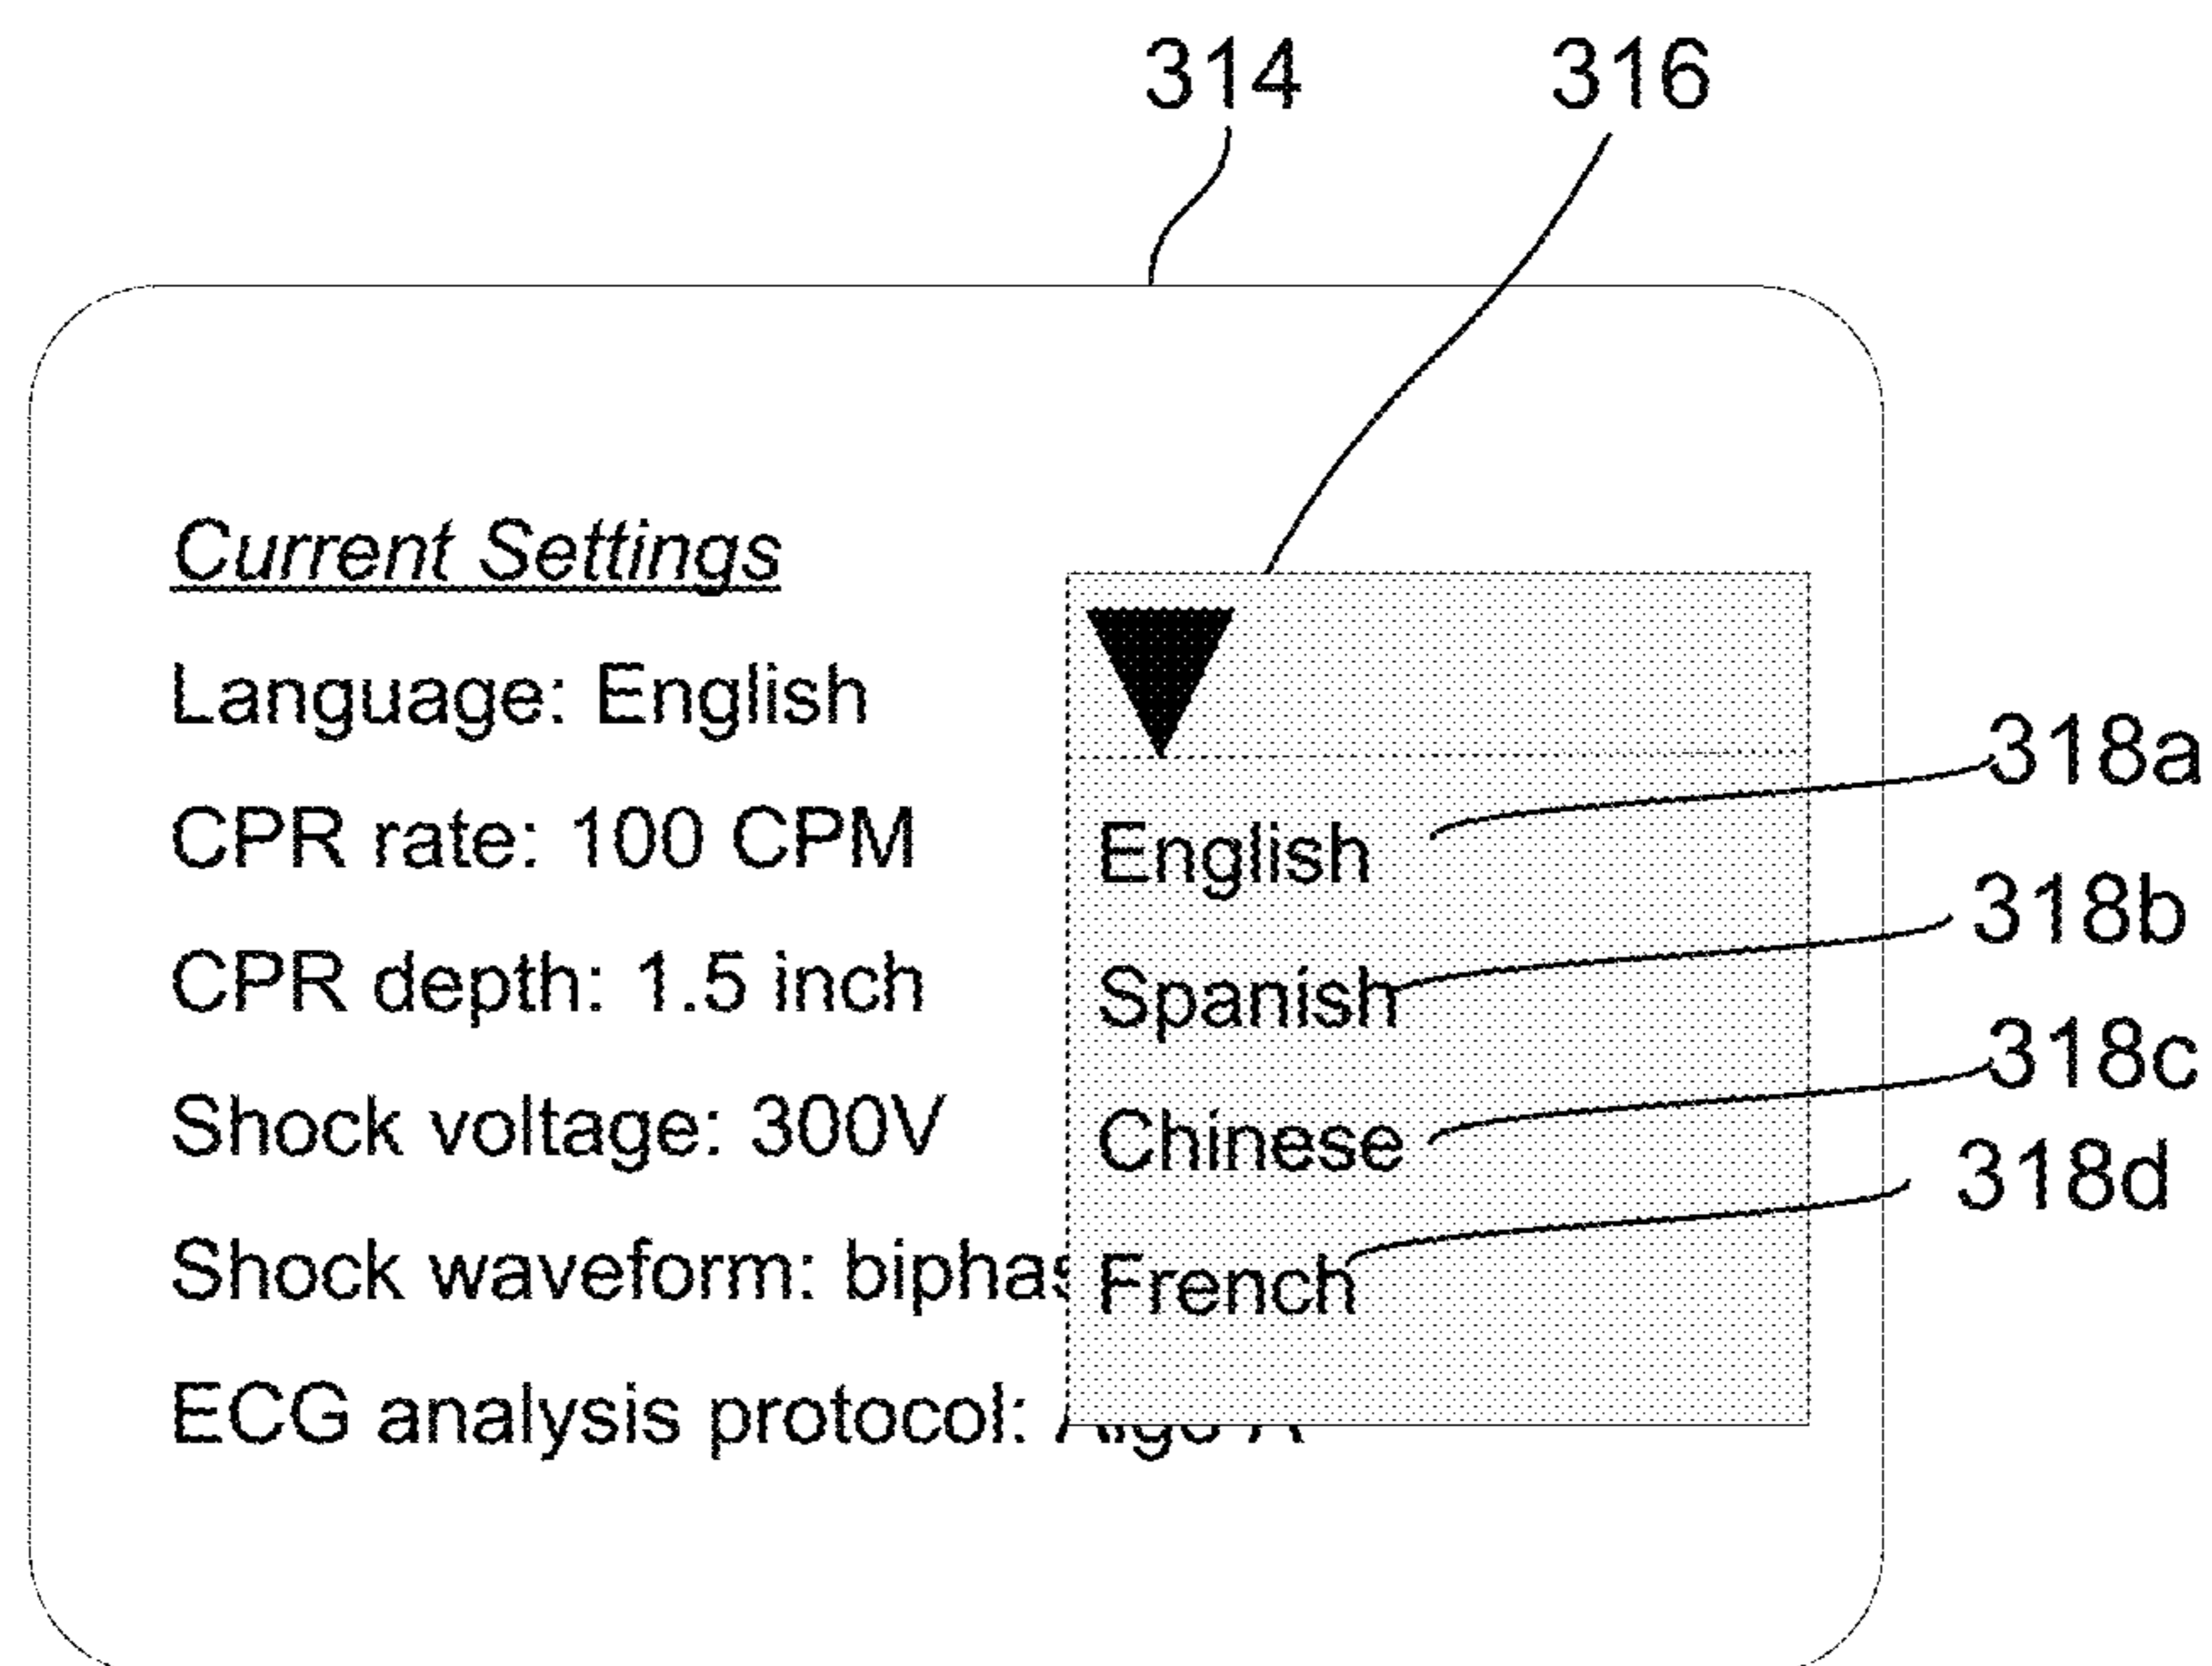 314 316
Current Settings
Language: English
CPR rate: 100 CPM
CPR depth: 1.5 inch
Shock voltage: 300V
Shock waveform:
ECG analysis protocol:
English 318a
Spanish 318b
Chinese 318c
French 318d